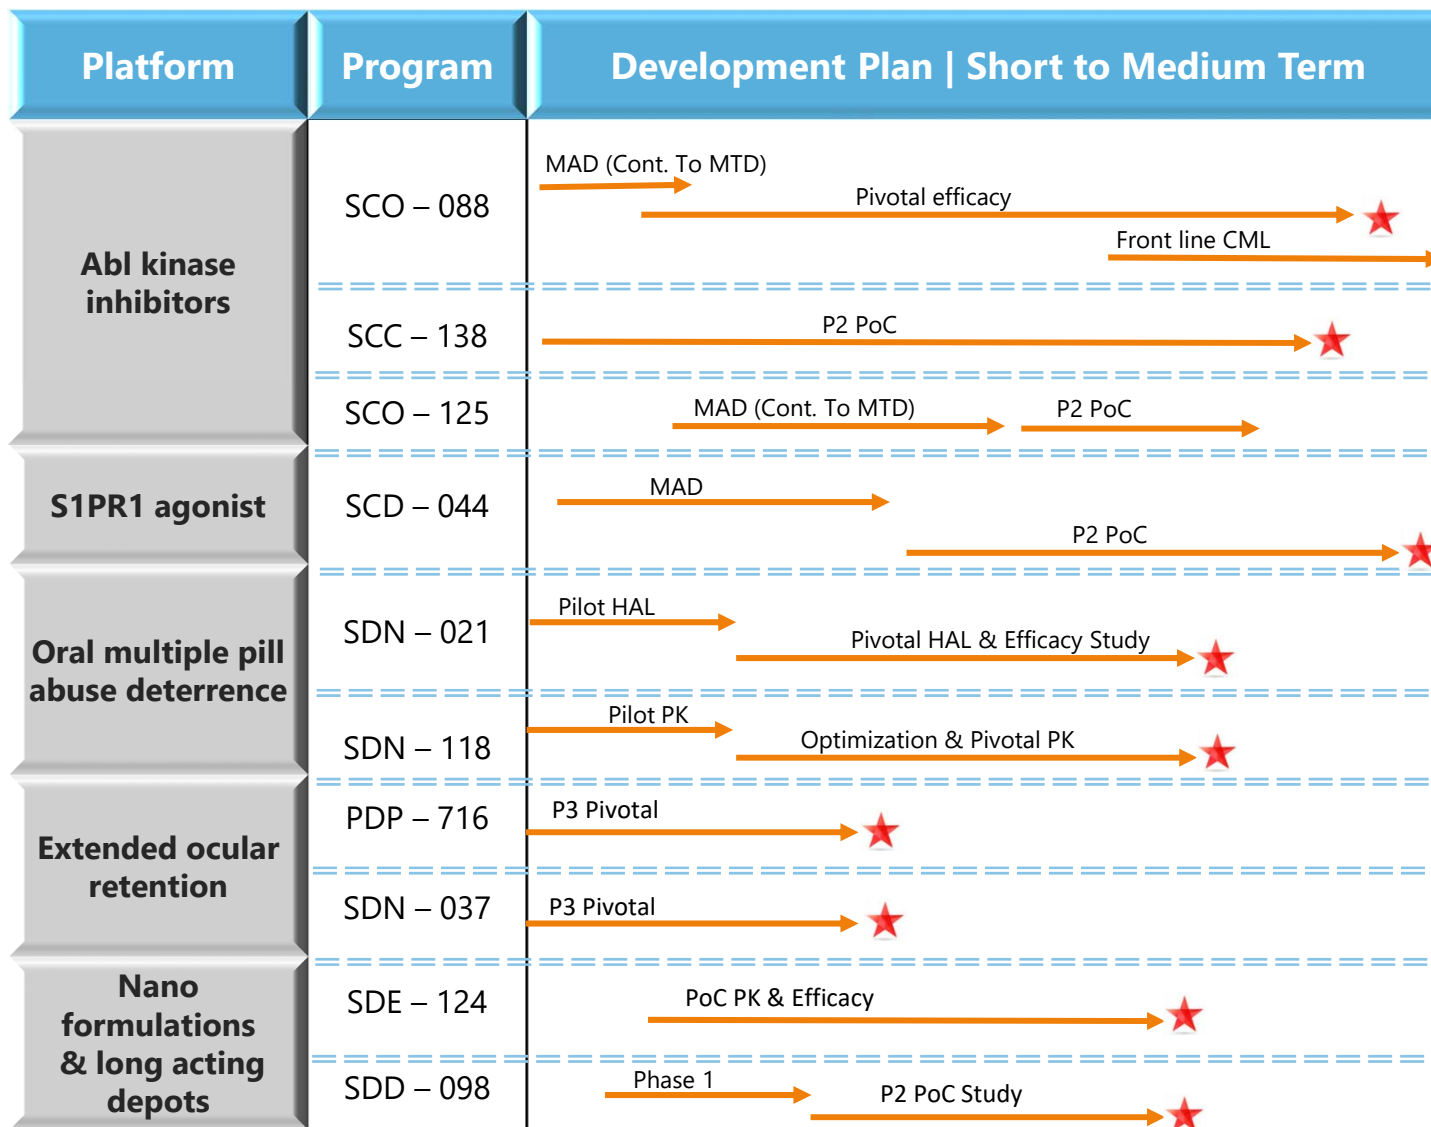 Platform
Program
Development Plan | Short to Medium Term
Abl kinase
inhibitors
SCO – 088
MAD (Cont. To MTD)
Pivotal efficacy
Front line CML
SCC – 138
P2 PoC
SCO – 125
MAD (Cont. To MTD)
P2 PoC
S1PR1 agonist
SCD – 044
MAD
P2 PoC
Oral multiple pill
abuse deterrence
SDN – 021
Pilot HAL
Pivotal HAL & Efficacy Study
SDN – 118
Pilot PK
Optimization & Pivotal PK
Extended ocular
retention
PDP – 716
P3 Pivotal
SDN – 037
P3 Pivotal
Nano
formulations
& long acting
depots
SDE – 124
PoC PK & Efficacy
SDD – 098
Phase 1
P2 PoC Study